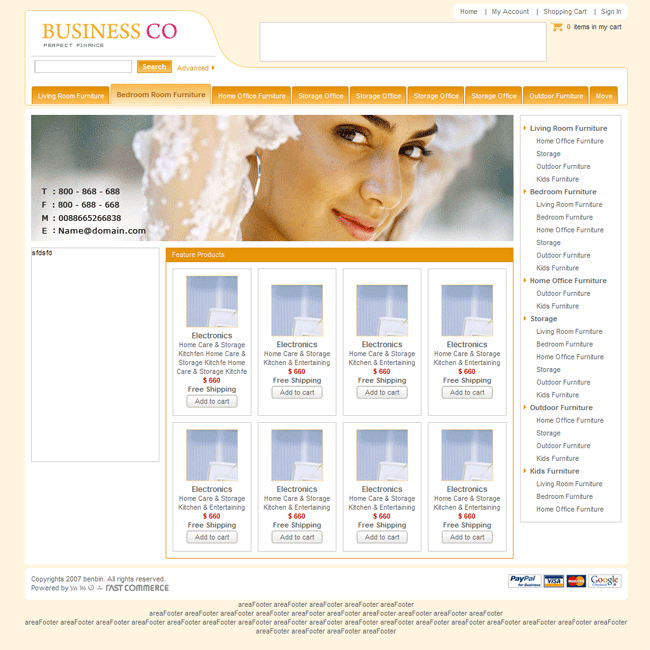 Home | My Account | Shopping Cart | Sign In
BUSINESS CO
PERFECT FINANCE
0 items in my cart
Search Advanced
Living Room Furniture Bedroom Room Furniture Home Office Furniture Storage Office Storage Office Storage Office Storage Office Outdoor Furniture Move
T : 800 - 868 - 688
F : 800 - 688 - 668
M : 0088665266838
E : Name@domain.com
sfdsfd
Feature Products
Electronics
Home Care & Storage
Kitchfen Home Care &
Storage Kitchfe Home
Care & Storage Kitchfe
$ 660
Free Shipping
Add to cart
Electronics
Home Care & Storage
Kitchen & Entertaining
$ 660
Free Shipping
Add to cart
Electronics
Home Care & Storage
Kitchen & Entertaining
$ 660
Free Shipping
Add to cart
Electronics
Home Care & Storage
Kitchen & Entertaining
$ 660
Free Shipping
Add to cart
Electronics
Home Care & Storage
Kitchen & Entertaining
$ 660
Free Shipping
Add to cart
Electronics
Home Care & Storage
Kitchen & Entertaining
$ 660
Free Shipping
Add to cart
Electronics
Home Care & Storage
Kitchen & Entertaining
$ 660
Free Shipping
Add to cart
Electronics
Home Care & Storage
Kitchen & Entertaining
$ 660
Free Shipping
Add to cart
Living Room Furniture
Home Office Furniture
Storage
Outdoor Furniture
Kids Furniture
Bedroom Furniture
Living Room Furniture
Bedroom Furniture
Home Office Furniture
Storage
Outdoor Furniture
Kids Furniture
Home Office Furniture
Outdoor Furniture
Kids Furniture
Storage
Living Room Furniture
Bedroom Furniture
Home Office Furniture
Storage
Outdoor Furniture
Kids Furniture
Outdoor Furniture
Home Office Furniture
Storage
Outdoor Furniture
Kids Furniture
Kids Furniture
Living Room Furniture
Bedroom Furniture
Home Office Furniture
Copyrights 2007 benbin. All rights reserved.
Powered by FAST COMMERCE
PayPal for Business VISA MasterCard Google
areaFooter areaFooter areaFooter areaFooter areaFooter
areaFooter areaFooter areaFooter areaFooter areaFooter areaFooter areaFooter areaFooter areaFooter areaFooter
areaFooter areaFooter areaFooter areaFooter areaFooter areaFooter areaFooter areaFooter areaFooter areaFooter areaFooter areaFooter areaFooter areaFooter areaFooter areaFooter areaFooter
areaFooter areaFooter areaFooter areaFooter